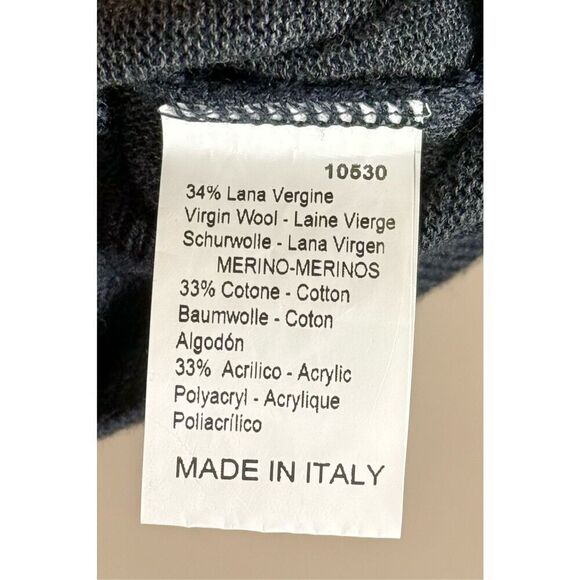 10530
34% Lana Vergine
Virgin Wool - Laine Vierge
Schurwolle - Lana Virgen
MERINO-MERINOS
33% Cotone - Cotton
Baumwolle - Coton
Algodón
33% Acrilico - Acrylic
Polyacryl - Acrylique
Poliacrílico
MADE IN ITALY